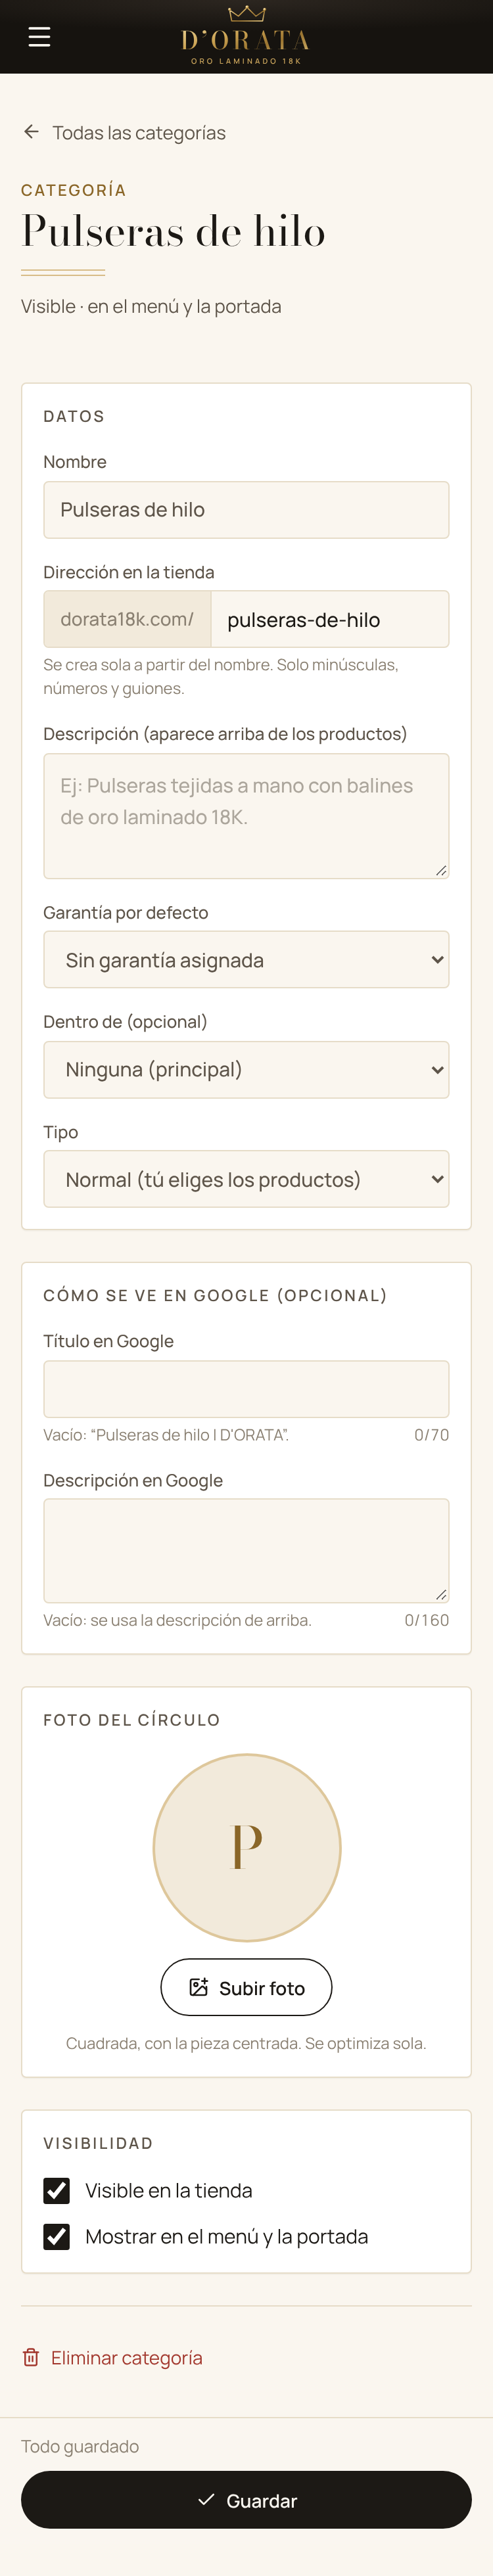 D'ORATA
ORO LAMINADO 18K
Todas las categorías
CATEGORÍA
Pulseras de hilo
Visible · en el menú y la portada
DATOS
Nombre
Pulseras de hilo
Dirección en la tienda
dorata18k.com/ pulseras-de-hilo
Se crea sola a partir del nombre. Solo minúsculas,
números y guiones.
Descripción (aparece arriba de los productos)
Ej: Pulseras tejidas a mano con balines
de oro laminado 18K.
Garantía por defecto
Sin garantía asignada
Dentro de (opcional)
Ninguna (principal)
Tipo
Normal (tú eliges los productos)
CÓMO SE VE EN GOOGLE (OPCIONAL)
Título en Google
Vacío: “Pulseras de hilo | D'ORATA”. 0/70
Descripción en Google
Vacío: se usa la descripción de arriba. 0/160
FOTO DEL CÍRCULO
P
Subir foto
Cuadrada, con la pieza centrada. Se optimiza sola.
VISIBILIDAD
Visible en la tienda
Mostrar en el menú y la portada
Eliminar categoría
Todo guardado
Guardar